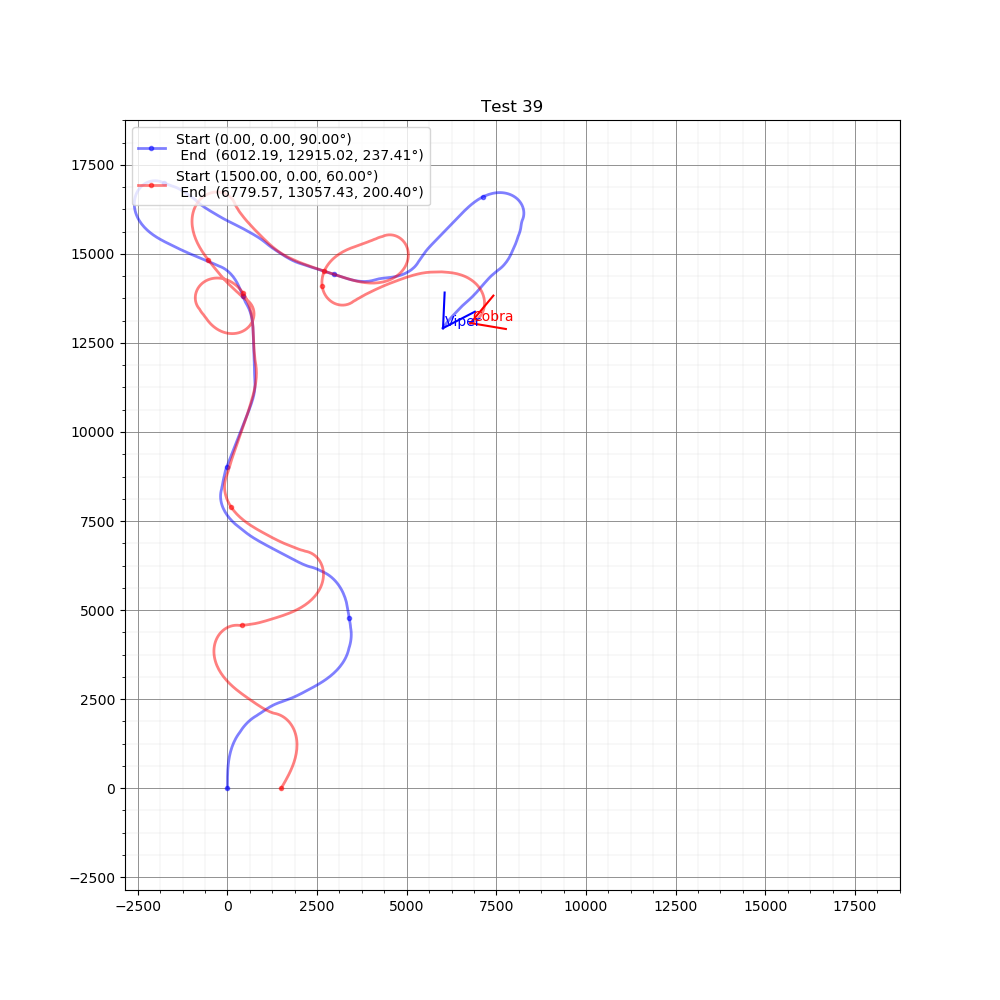 Test 39
Start (0.00, 0.00, 90.00°)
End (6012.19, 12915.02, 237.41°)
Start (1500.00, 0.00, 60.00°)
End (6779.57, 13057.43, 200.40°)
17500
15000
12500
10000
7500
5000
2500
0
−2500
Viper
Cobra
−2500 0 2500 5000 7500 10000 12500 15000 17500